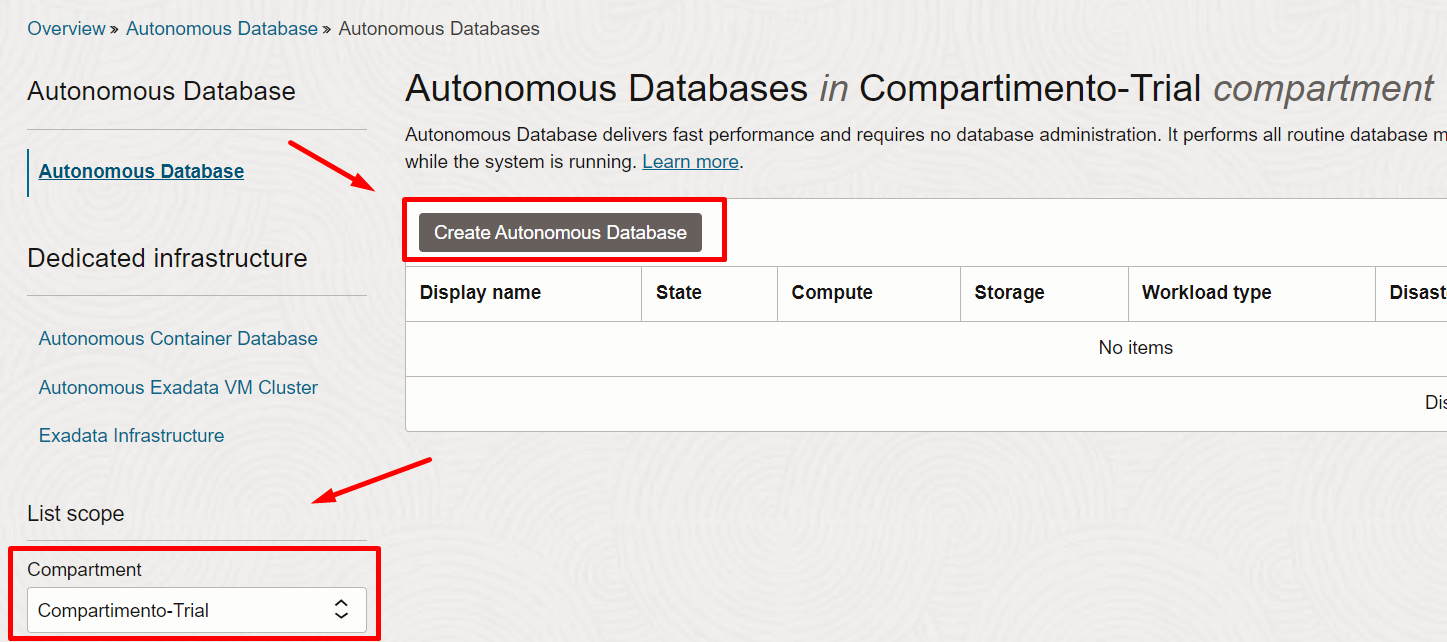 Overview » Autonomous Database » Autonomous Databases
Autonomous Database
Autonomous Database
Dedicated infrastructure
Autonomous Container Database
Autonomous Exadata VM Cluster
Exadata Infrastructure
List scope
Compartment
Compartimento-Trial
Autonomous Databases in Compartimento-Trial compartment
Autonomous Database delivers fast performance and requires no database administration. It performs all routine database m
while the system is running. Learn more.
Create Autonomous Database
Display name State Compute Storage Workload type Disast
No items
Dis